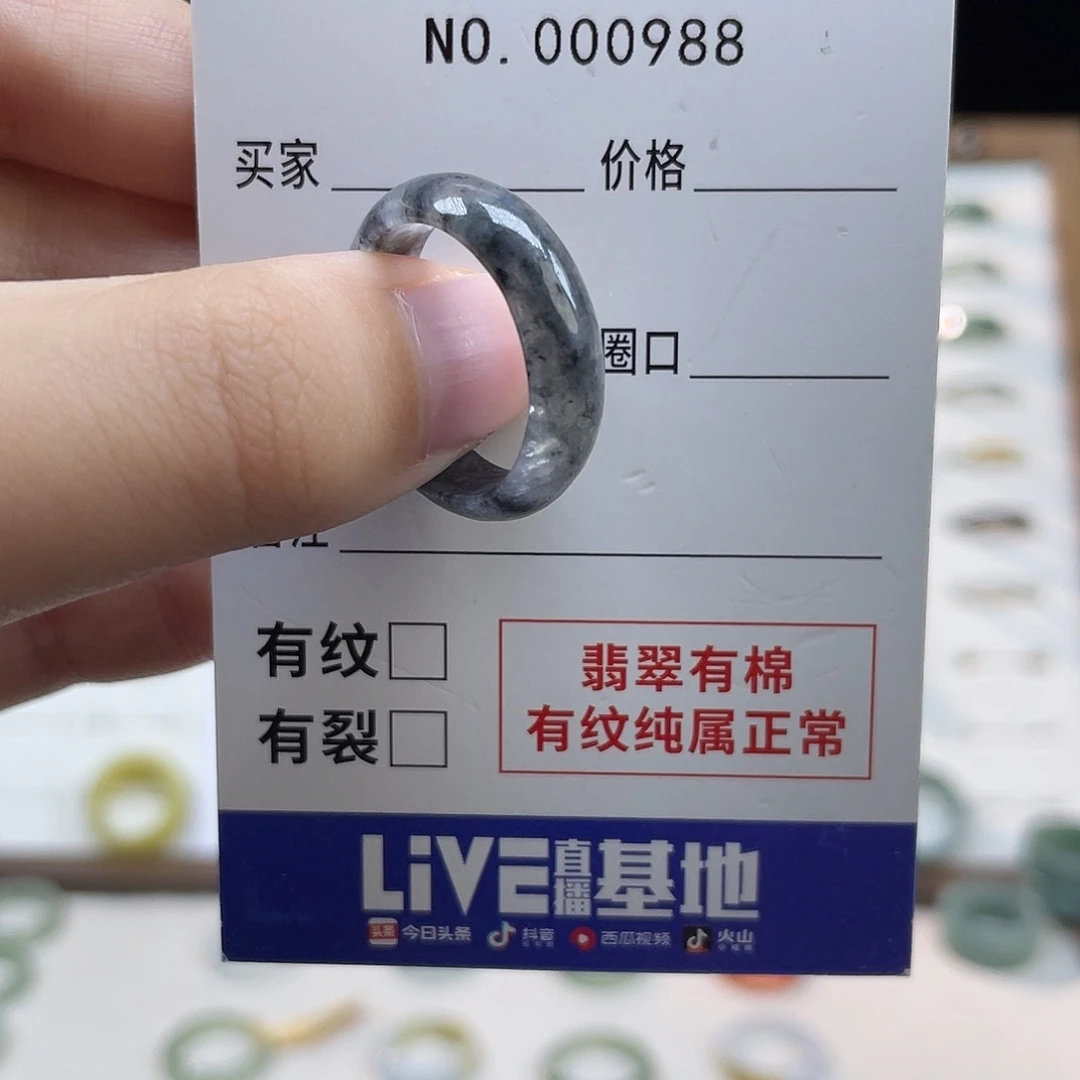 NO.000988
买家 价格
圈口
有纹
有裂
翡翠有棉
有纹纯属正常
LiVE直播基地
今日头条 抖音 西瓜视频 火山